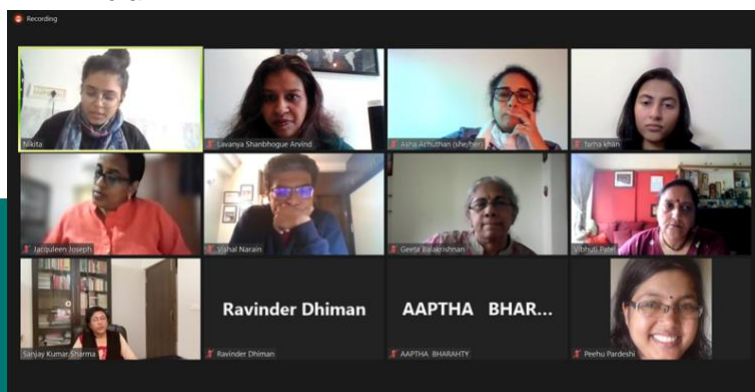 Recording
Nikita
Lavanya Shanbhogue Arvind
Asha Achuthan (she/her)
farha khan
Jacquleen Joseph
Vishal Narain
Geeta Balakrishnan
Vibhuti Patel
Sanjay Kumar Sharma
Ravinder Dhiman
Ravinder Dhiman
AAPTHA BHAR...
AAPTHA BHARAHTY
Peehu Pardeshi